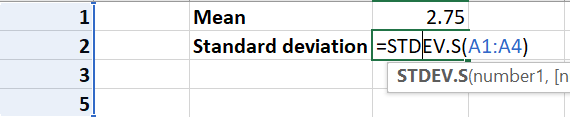 1 Mean 2.75
2 Standard deviation =STDEV.S(A1:A4)
3 STDEV.S(number1, [n
5